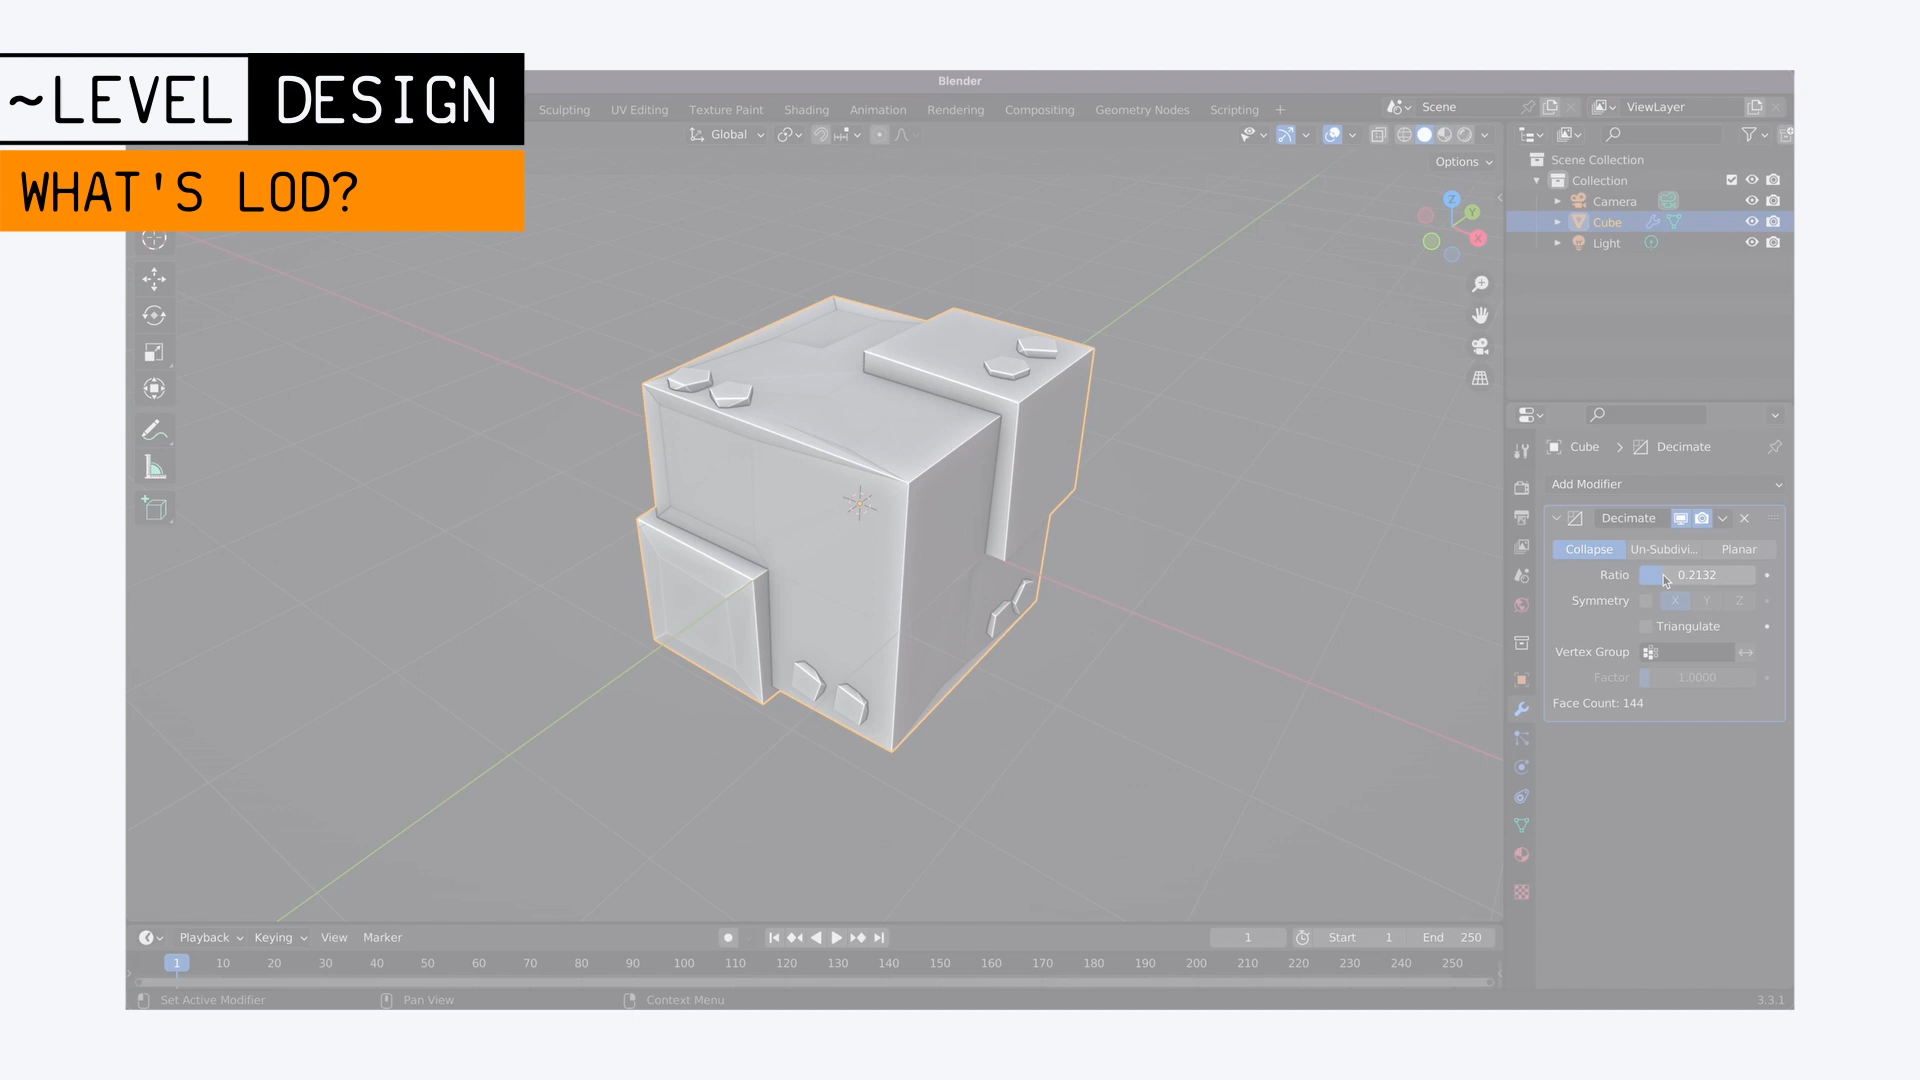 ~LEVEL DESIGN
WHAT'S LOD?
Blender
Sculpting UV Editing Texture Paint Shading Animation Rendering Compositing Geometry Nodes Scripting +
Scene
ViewLayer
Global
Options
Scene Collection
Collection
Camera
Cube
Light
Z
Y
X
Cube > Decimate
Add Modifier
Decimate
Collapse Un-Subdivi... Planar
Ratio 0.2132
Symmetry X Y Z
Triangulate
Vertex Group
Factor 1.0000
Face Count: 144
Playback Keying View Marker
1 Start 1 End 250
1 10 20 30 40 50 60 70 80 90 100 110 120 130 140 150 160 170 180 190 200 210 220 230 240 250
Set Active Modifier Pan View Context Menu 3.3.1